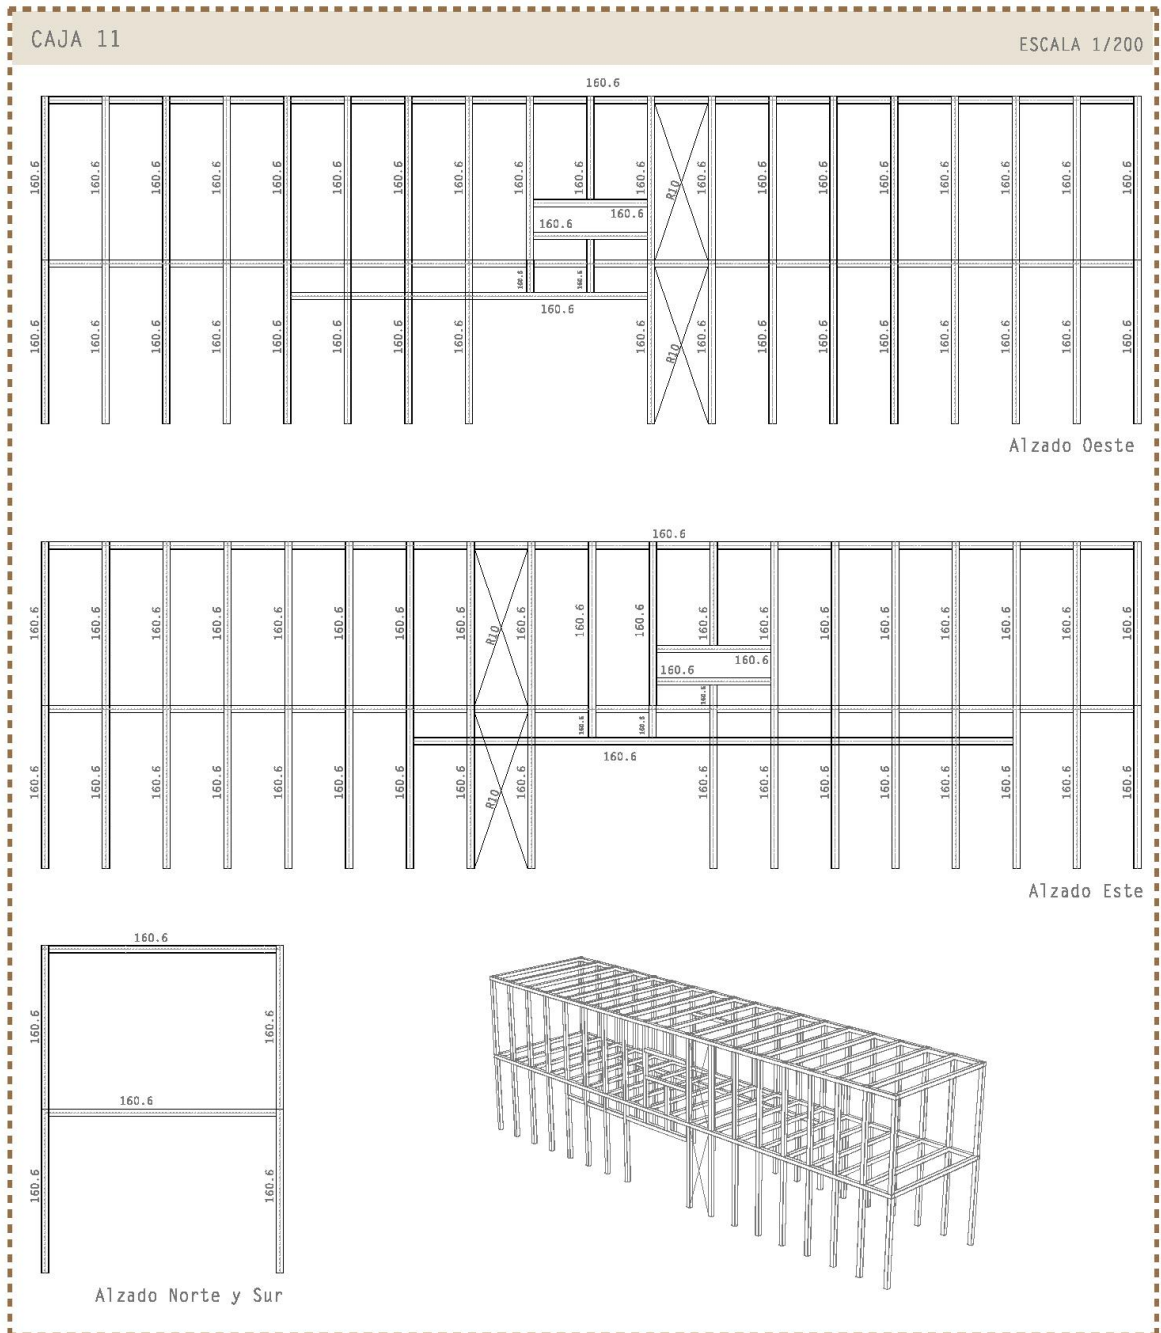 CAJA 11
ESCALA 1/200
160.6
160.6 160.6 160.6 160.6 160.6 160.6 160.6 160.6 160.6 160.6 160.6 R10 160.6 160.6 160.6 160.6 160.6 160.6 160.6 160.6
160.6
160.6
160.6 160.6
160.6
160.6 160.6 160.6 160.6 160.6 160.6 160.6 160.6 160.6 R10 160.6 160.6 160.6 160.6 160.6 160.6 160.6 160.6
Alzado Oeste
160.6
160.6 160.6 160.6 160.6 160.6 160.6 160.6 160.6 R10 160.6 160.6 160.6 160.6 160.6 160.6 160.6 160.6 160.6 160.6 160.6
160.6
160.6
160.6
160.6 160.6
160.6
160.6 160.6 160.6 160.6 160.6 160.6 160.6 160.6 R10 160.6 160.6 160.6 160.6 160.6 160.6 160.6 160.6 160.6
Alzado Este
160.6
160.6 160.6
160.6
160.6 160.6
Alzado Norte y Sur